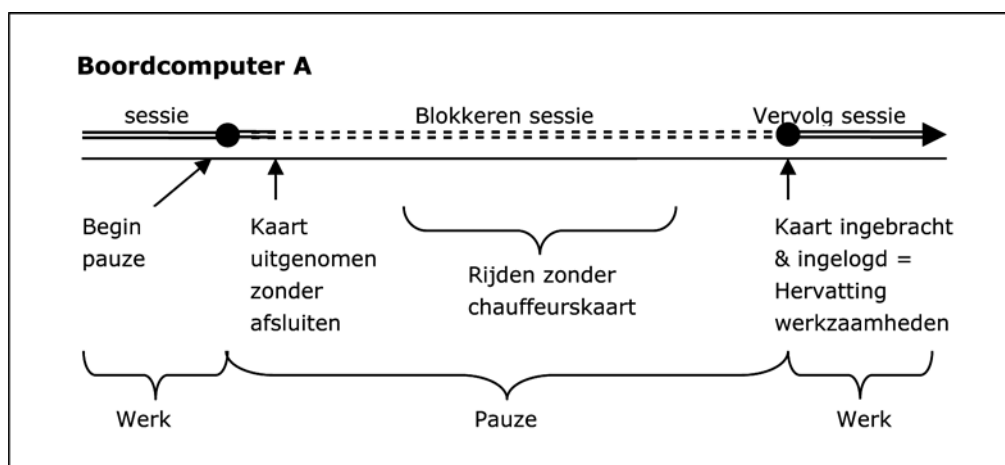 Boordcomputer A
sessie
Blokkeren sessie
Vervolg sessie
Begin
pauze
Kaart
uitgenomen
zonder
afsluiten
Rijden zonder
chauffeurskaart
Kaart ingebracht
& ingelogd =
Hervatting
werkzaamheden
Werk
Pauze
Werk